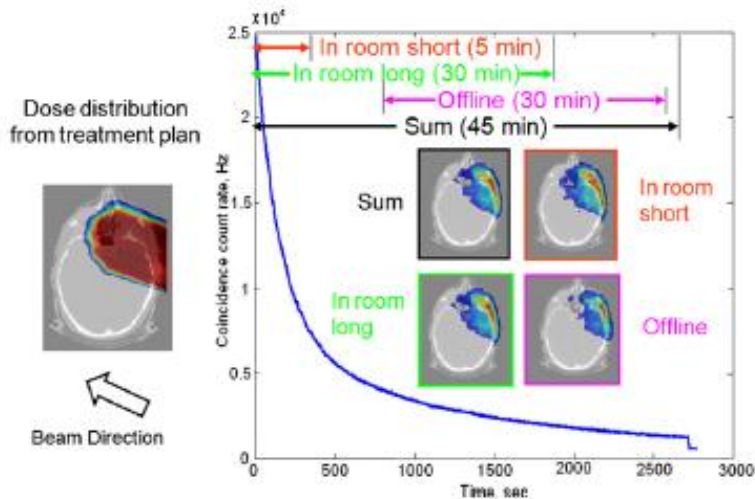 Dose distribution
from treatment plan
Beam Direction
x 10⁴
2.5
2
1.5
1
0.5
0
Coincidence count rate, Hz
In room short (5 min)
In room long (30 min)
Offline (30 min)
Sum (45 min)
Sum
In room
short
In room
long
Offline
0
500
1000
1500
2000
2500
3000
Time, sec